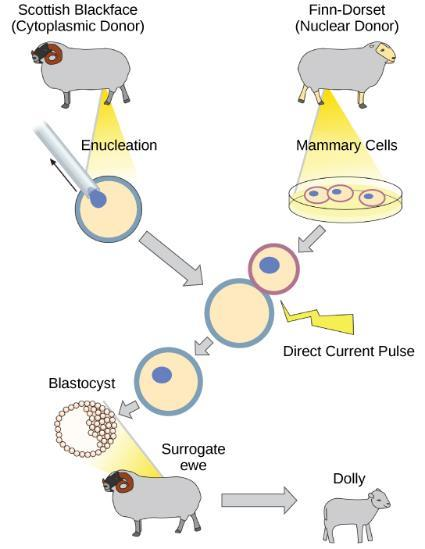 Scottish Blackface
(Cytoplasmic Donor)
Finn-Dorset
(Nuclear Donor)
Enucleation
Mammary Cells
Direct Current Pulse
Blastocyst
Surrogate
ewe
Dolly